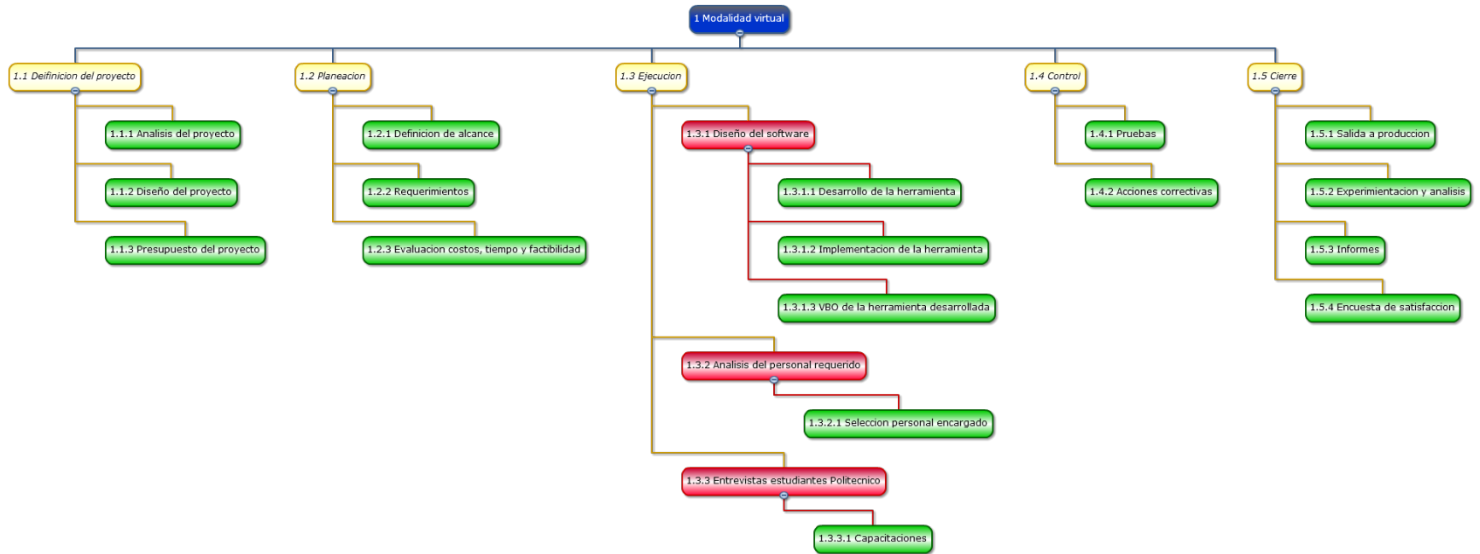 1 Modalidad virtual
1.1 Deifinicion del proyecto
1.1.1 Analisis del proyecto
1.1.2 Diseño del proyecto
1.1.3 Presupuesto del proyecto
1.2 Planeacion
1.2.1 Definicion de alcance
1.2.2 Requerimientos
1.2.3 Evaluacion costos, tiempo y factibilidad
1.3 Ejecucion
1.3.1 Diseño del software
1.3.1.1 Desarrollo de la herramienta
1.3.1.2 Implementacion de la herramienta
1.3.1.3 VBO de la herramienta desarrollada
1.3.2 Analisis del personal requerido
1.3.2.1 Seleccion personal encargado
1.3.3 Entrevistas estudiantes Politecnico
1.3.3.1 Capacitaciones
1.4 Control
1.4.1 Pruebas
1.4.2 Acciones correctivas
1.5 Cierre
1.5.1 Salida a produccion
1.5.2 Experimentacion y analisis
1.5.3 Informes
1.5.4 Encuesta de satisfaccion